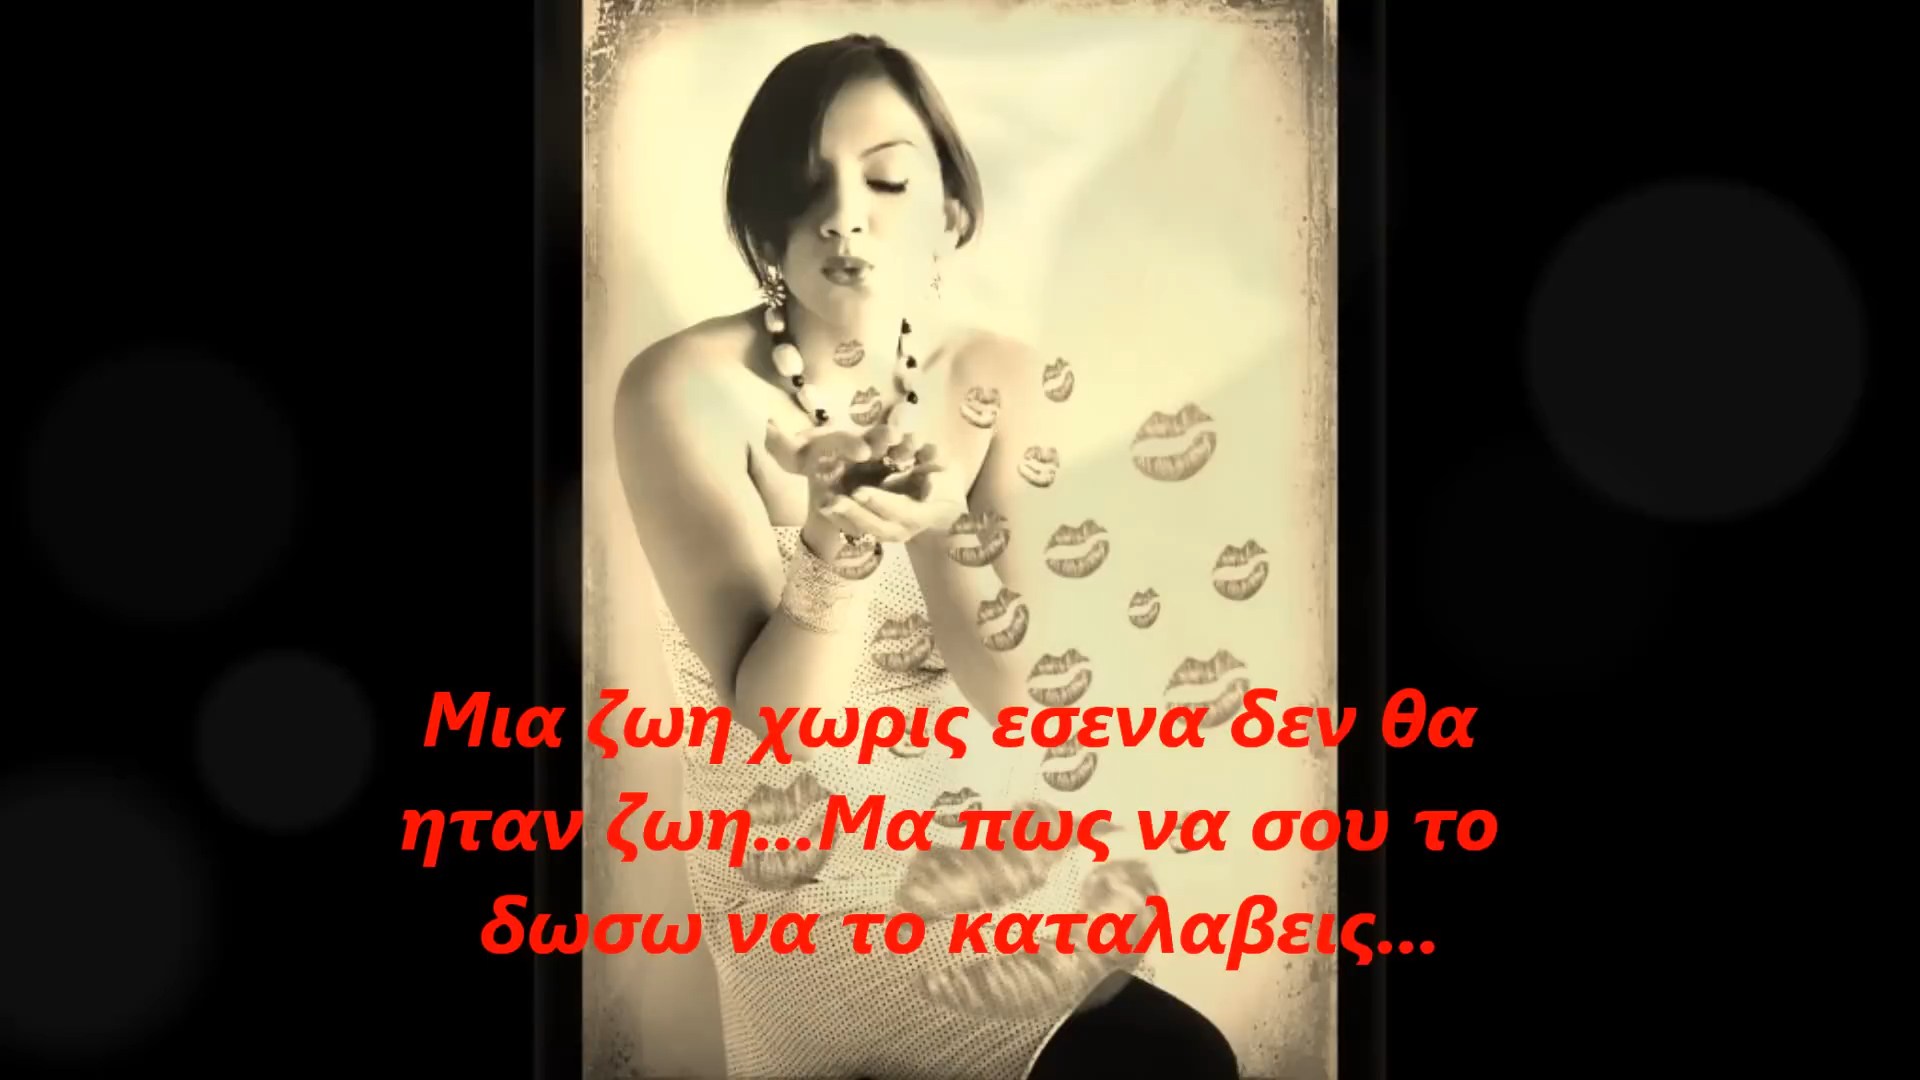 Μια ζωη χωρις εσενα δεν θα
ηταν ζωη...Μα πως να σου το
δωσω να το καταλαβεις...